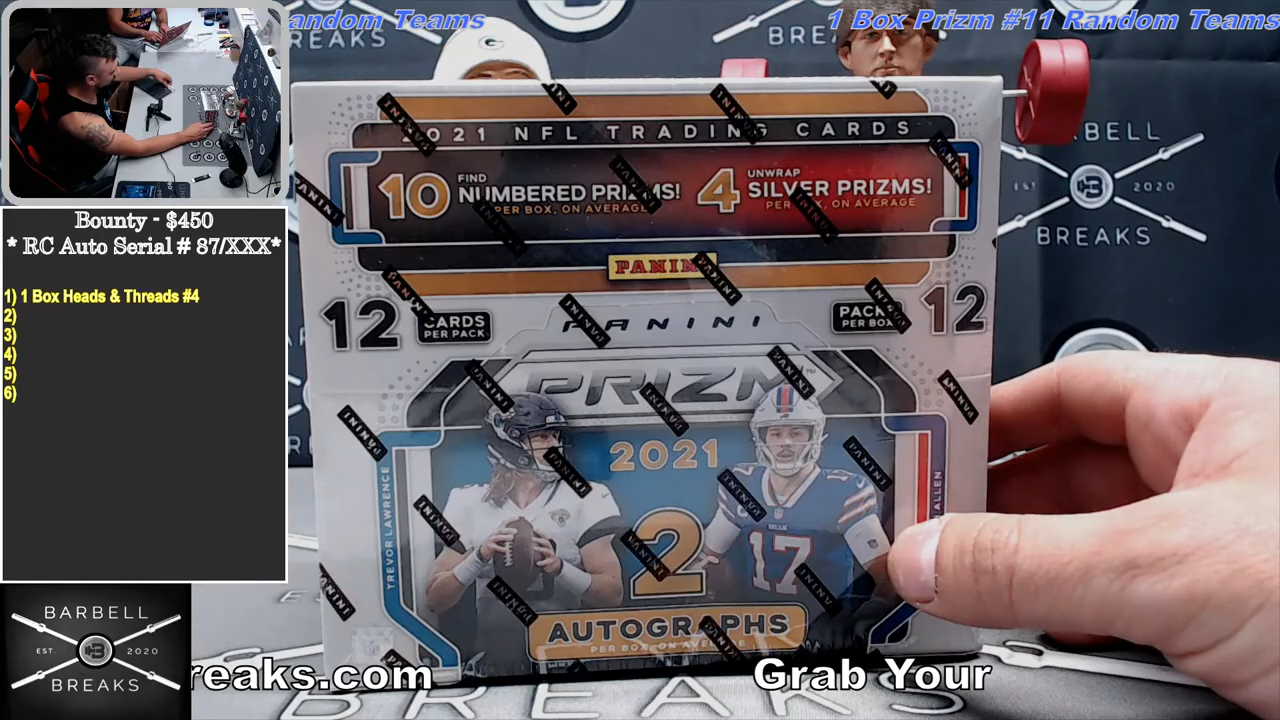 andom Teams
1 Box Prizm #11 Random Teams
Bounty - $450
* RC Auto Serial # 87/XXX*
1) 1 Box Heads & Threads #4
2)
3)
4)
5)
6)
BARBELL
EST. 2020
BREAKS
reaks.com
Grab Your
2021 NFL TRADING CARDS
10 FIND NUMBERED PRIZMS!
PER BOX, ON AVERAGE
4 UNWRAP SILVER PRIZMS!
PER BOX, ON AVERAGE
PANINI
12 CARDS PER PACK
PANINI
PACKS PER BOX 12
PRIZM
2021
TREVOR LAWRENCE
ALLEN
17
17
2
AUTOGRAPHS
PER BOX, ON AVERAGE
BREAKS
BREA
BARBELL
EST. 2020
BREAKS
BREAKS